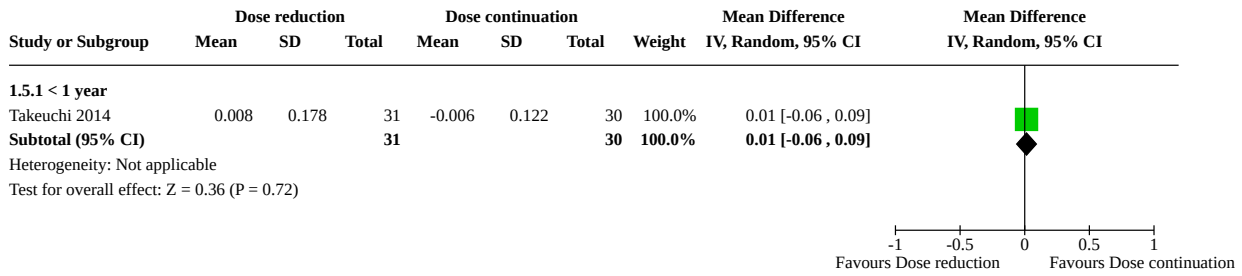 Dose reduction Dose continuation Mean Difference Mean Difference
Study or Subgroup Mean SD Total Mean SD Total Weight IV, Random, 95% CI IV, Random, 95% CI
1.5.1 < 1 year
Takeuchi 2014 0.008 0.178 31 -0.006 0.122 30 100.0% 0.01 [-0.06 , 0.09]
Subtotal (95% CI) 31 30 100.0% 0.01 [-0.06 , 0.09]
Heterogeneity: Not applicable
Test for overall effect: Z = 0.36 (P = 0.72)
-1 -0.5 0 0.5 1
Favours Dose reduction Favours Dose continuation